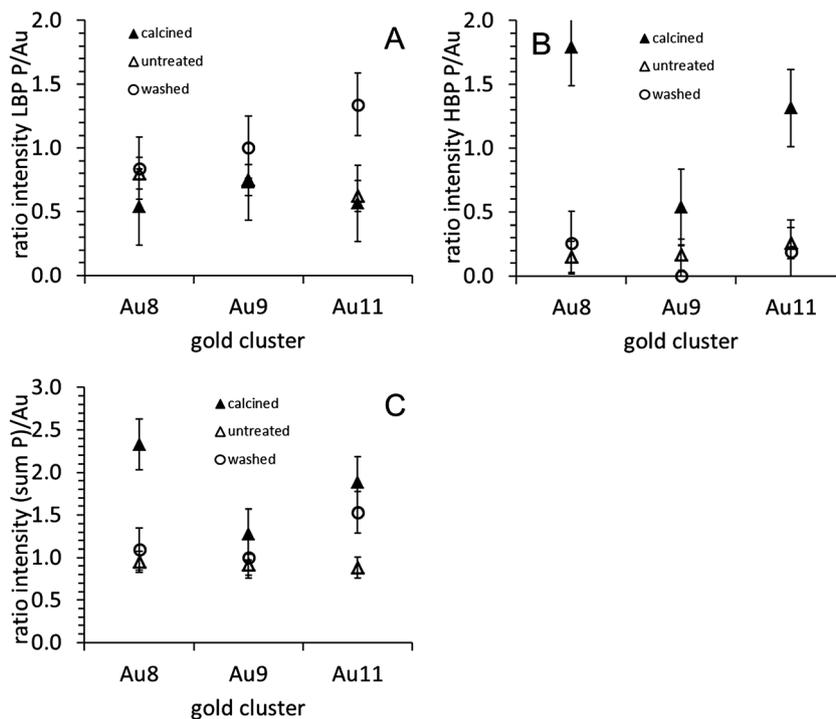 ratio intensity LBP P/Au
2.0
1.5
1.0
0.5
0.0
calcined
untreated
washed
A
Au8 Au9 Au11
gold cluster
ratio intensity HBP P/Au
2.0
1.5
1.0
0.5
0.0
B
calcined
untreated
washed
Au8 Au9 Au11
gold cluster
ratio intensity (sum P)/Au
3.0
2.5
2.0
1.5
1.0
0.5
0.0
calcined
untreated
washed
C
Au8 Au9 Au11
gold cluster